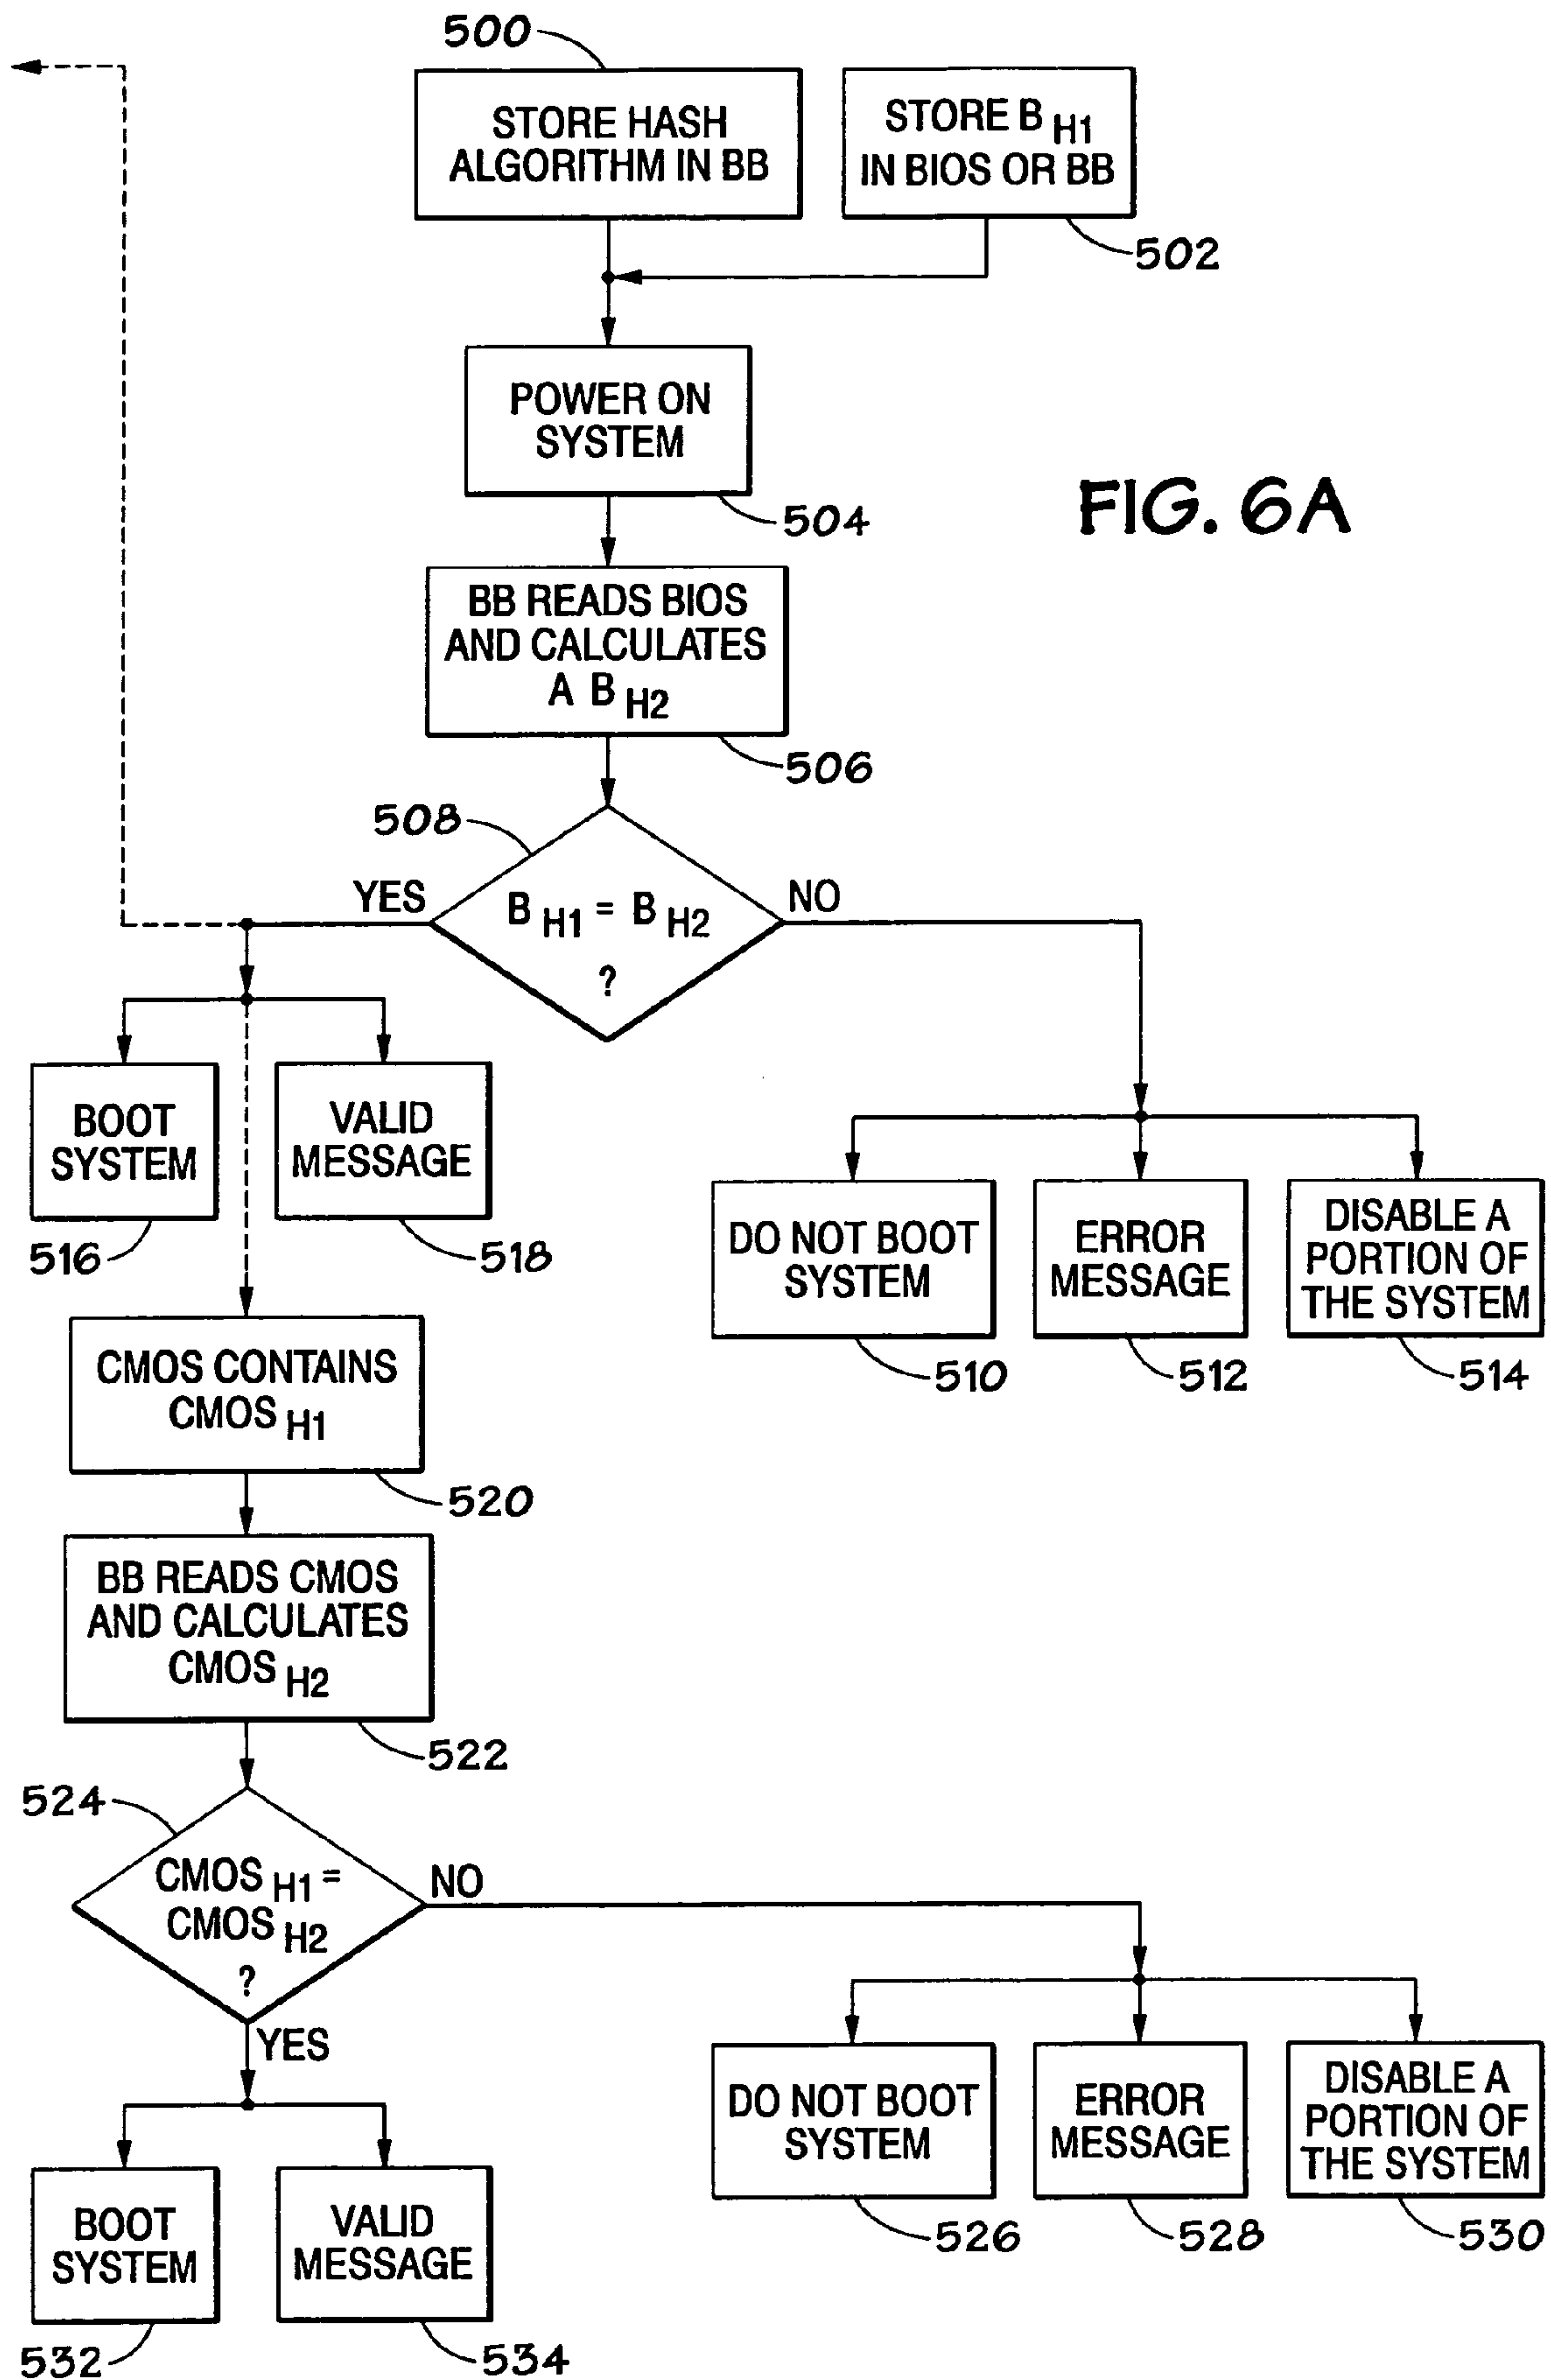 500
STORE HASH
ALGORITHM IN BB
STORE B H1
IN BIOS OR BB
502
POWER ON
SYSTEM
504
FIG. 6A
BB READS BIOS
AND CALCULATES
A B H2
506
508
YES
B H1 = B H2
?
NO
BOOT
SYSTEM
516
VALID
MESSAGE
518
DO NOT BOOT
SYSTEM
510
ERROR
MESSAGE
512
DISABLE A
PORTION OF
THE SYSTEM
514
CMOS CONTAINS
CMOS H1
520
BB READS CMOS
AND CALCULATES
CMOS H2
522
524
CMOS H1 =
CMOS H2
?
NO
YES
DO NOT BOOT
SYSTEM
526
ERROR
MESSAGE
528
DISABLE A
PORTION OF
THE SYSTEM
530
BOOT
SYSTEM
532
VALID
MESSAGE
534